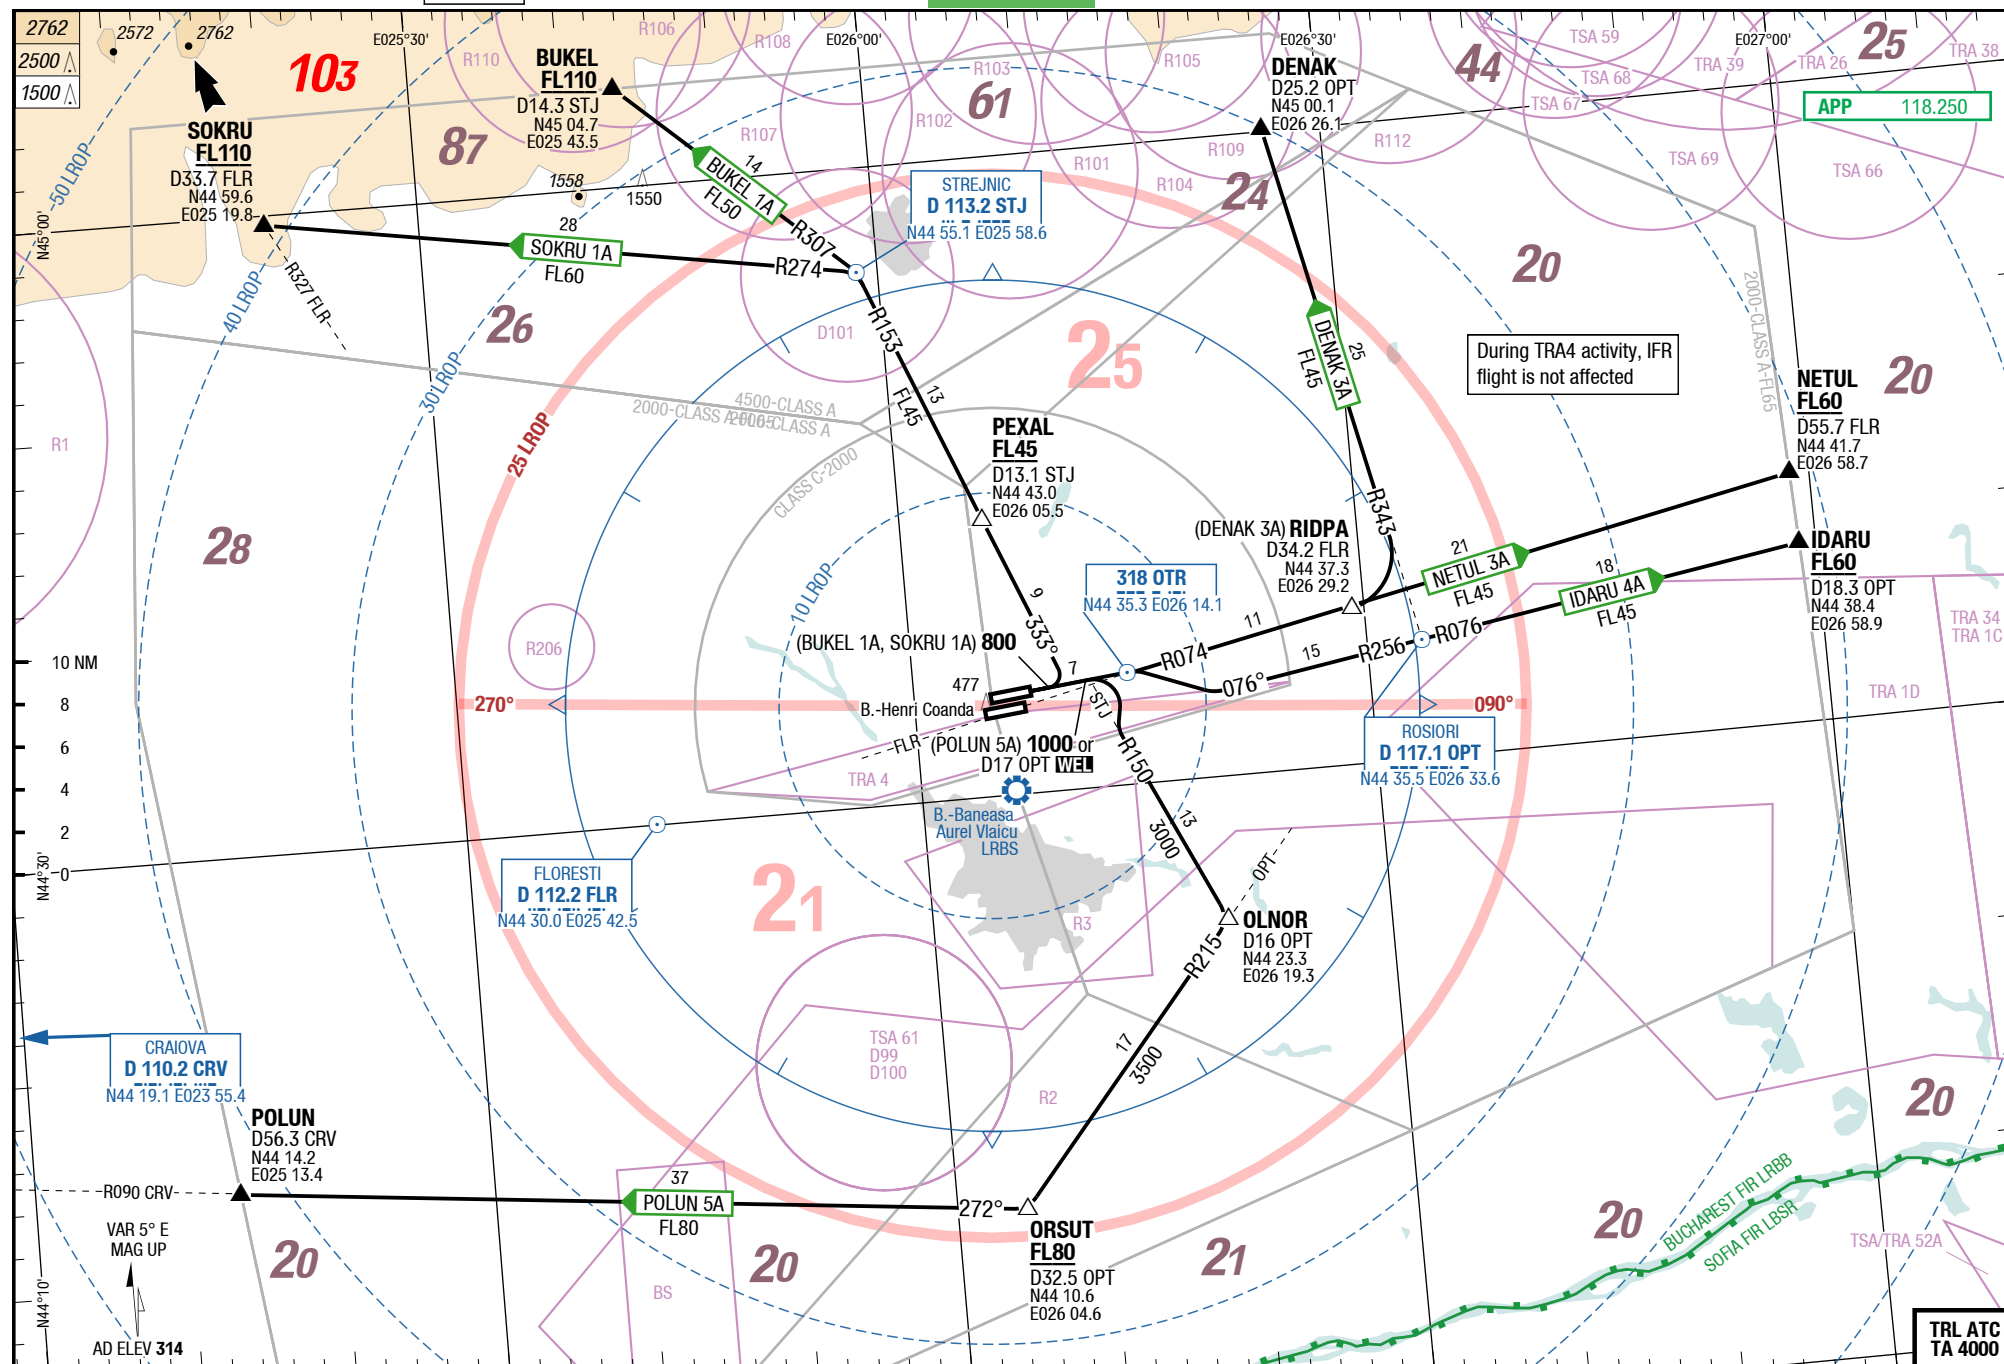 2762
2500
1500
2572
2762
103
E025°30'
BUKEL
FL110
D14.3 STJ
N45 04.7
E025 43.5
R110
R106
R108
E026°00'
R103
61
R105
E026°30'
DENAK
D25.2 OPT
N45 00.1
E026 26.1
44
TSA 59
TSA 68
TSA 67
TRA 39
E027°00'
TRA 26
25
TRA 38
APP 118.250
SOKRU
FL110
D33.7 FLR
N44 59.6
E025 19.8
50 LROP
87
R107
R102
R101
R109
R104
R112
24
TSA 69
TSA 66
14
BUKEL 1A
FL50
R307
1558
1550
STREJNIC
D 113.2 STJ
N44 55.1 E025 58.6
N45°00'
28
SOKRU 1A
FL60
R274
R327 FLR
40 LROP
26
30 LROP
D101
R153
13
FL45
25
20
2000-CLASS A-FL65
25
DENAK 3A
FL45
During TRA4 activity, IFR
flight is not affected
NETUL
FL60
D55.7 FLR
N44 41.7
E026 58.7
20
4500-CLASS A
2000-CLASS A-FL65
2500-CLASS A
R1
25 LROP
CLASS C-2000
PEXAL
FL45
D13.1 STJ
N44 43.0
E026 05.5
28
10 LROP
R343
(DENAK 3A) RIDPA
D34.2 FLR
N44 37.3
E026 29.2
21
NETUL 3A
FL45
18
IDARU 4A
FL45
IDARU
FL60
D18.3 OPT
N44 38.4
E026 58.9
318 OTR
N44 35.3 E026 14.1
R206
9
333°
(BUKEL 1A, SOKRU 1A) 800
7
11
R074
15
R256
R076
076°
TRA 34
TRA 1C
TRA 1D
10 NM
8
6
4
2
0
270°
477
B.-Henri Coanda
STJ
090°
FLR
(POLUN 5A) 1000 or
D17 OPT WEL
R150
ROSIORI
D 117.1 OPT
N44 35.5 E026 33.6
TRA 4
B.-Baneasa
Aurel Vlaicu
LRBS
13
3000
N44°30'
FLORESTI
D 112.2 FLR
N44 30.0 E025 42.5
21
OPT
R3
OLNOR
D16 OPT
N44 23.3
E026 19.3
R215
17
3500
CRAIOVA
D 110.2 CRV
N44 19.1 E023 55.4
TSA 61
D99
D100
R2
20
POLUN
D56.3 CRV
N44 14.2
E025 13.4
R090 CRV
37
POLUN 5A
FL80
272°
ORSUT
FL80
D32.5 OPT
N44 10.6
E026 04.6
VAR 5° E
MAG UP
20
20
21
20
BUCHAREST FIR LRBB
SOFIA FIR LBSR
TSA/TRA 52A
BS
N44°10'
AD ELEV 314
TRL ATC
TA 4000